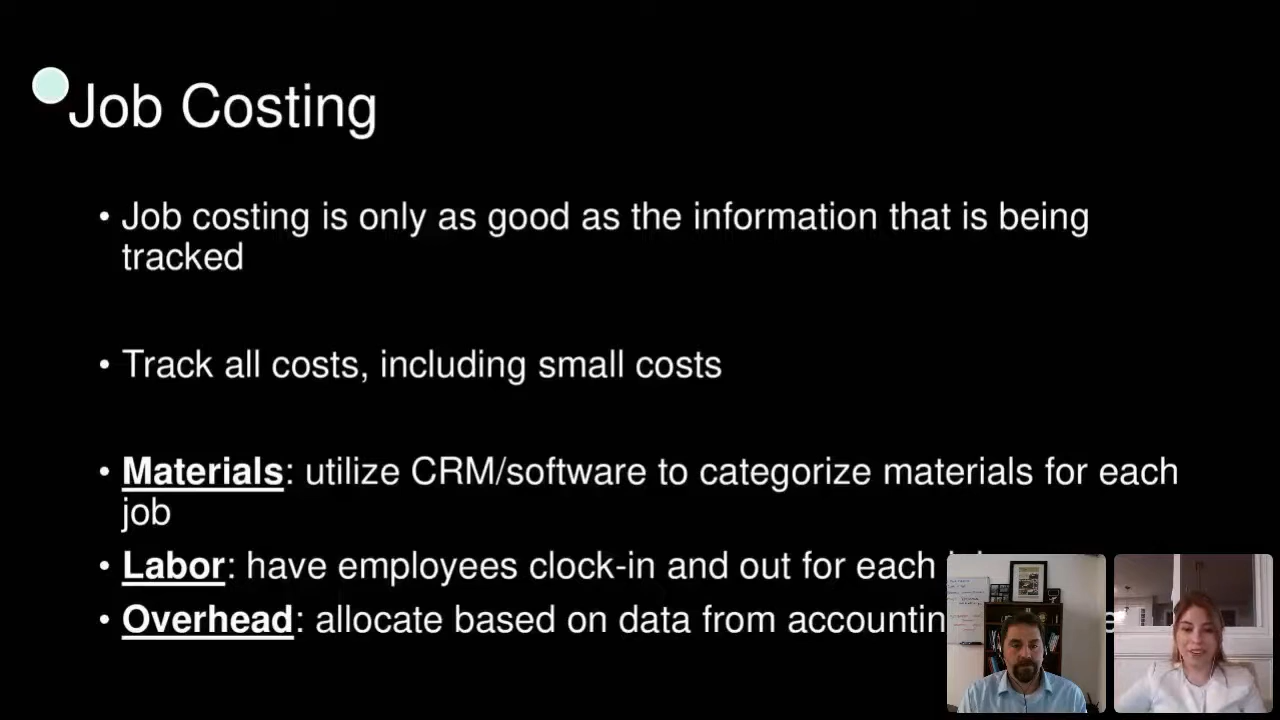 Job Costing
• Job costing is only as good as the information that is being
tracked
• Track all costs, including small costs
• Materials: utilize CRM/software to categorize materials for each
job
• Labor: have employees clock-in and out for each
• Overhead: allocate based on data from